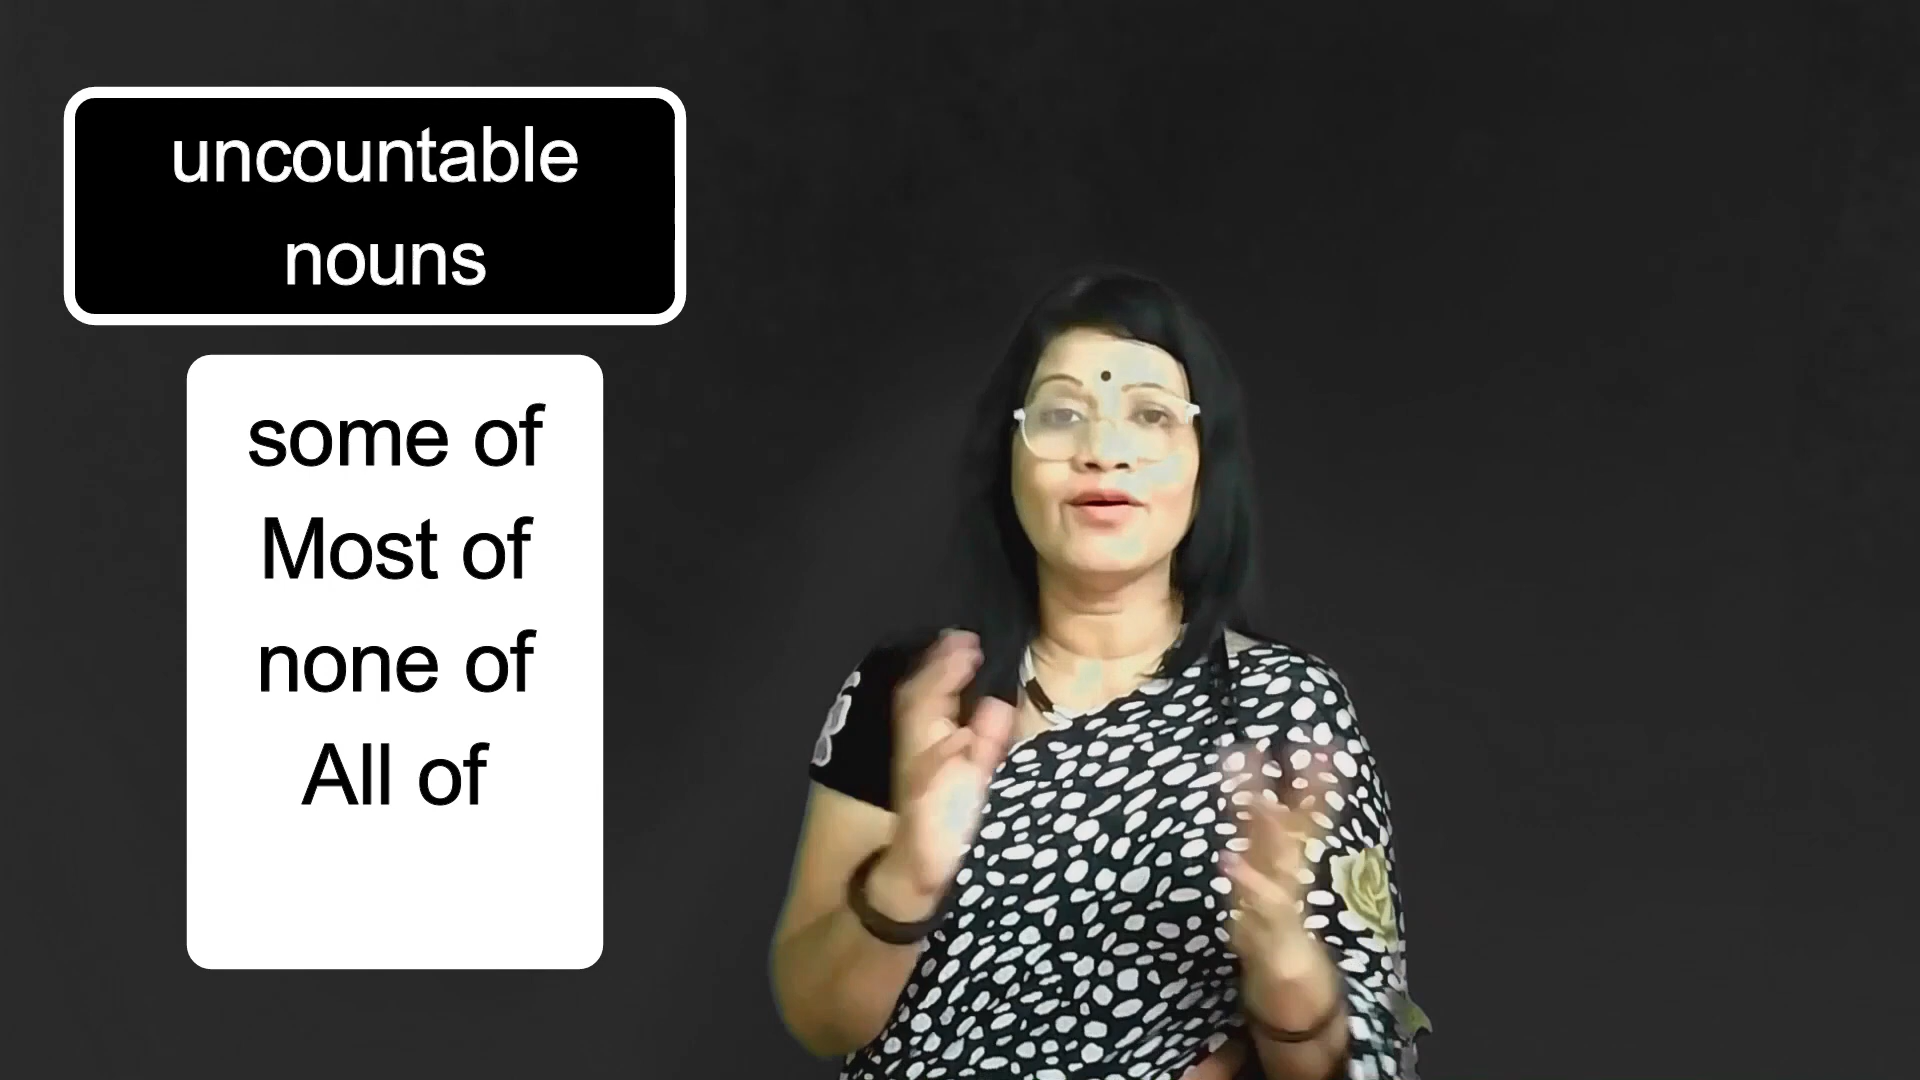 uncountable
nouns
some of
Most of
none of
All of